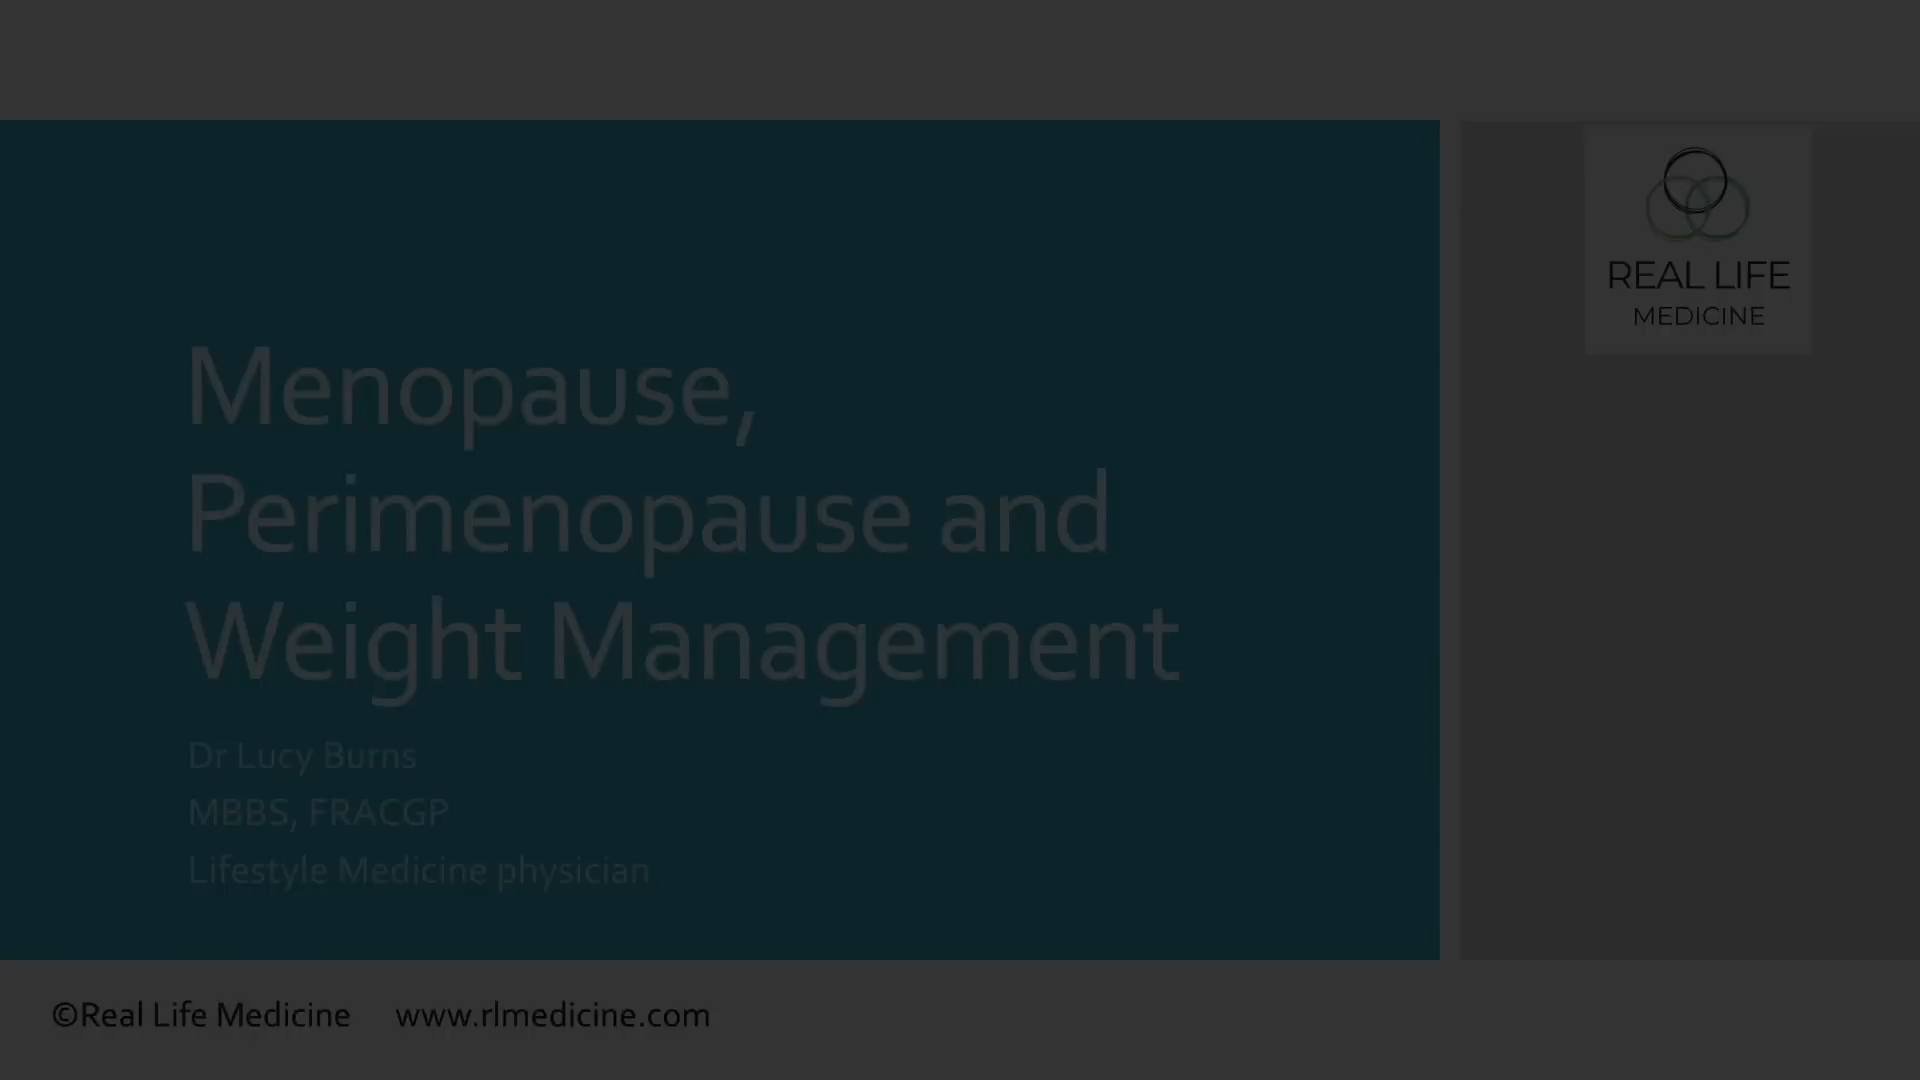 REAL LIFE
MEDICINE
Menopause,
Perimenopause and
Weight Management
Dr Lucy Burns
MBBS, FRACGP
Lifestyle Medicine physician
©Real Life Medicine www.rlmedicine.com